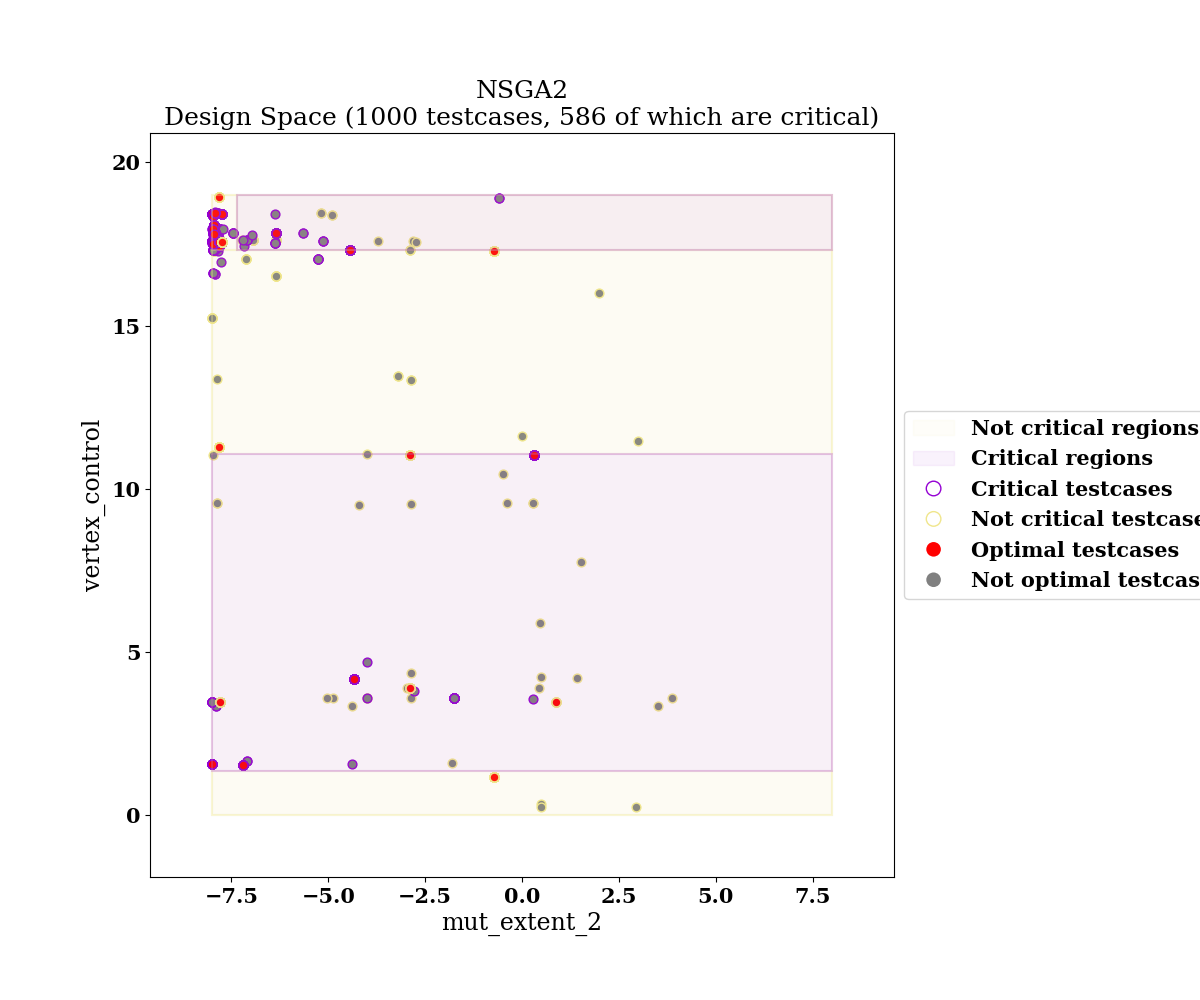 NSGA2
Design Space (1000 testcases, 586 of which are critical)
20
15
10
5
0
vertex_control
−7.5 −5.0 −2.5 0.0 2.5 5.0 7.5
mut_extent_2
Not critical regions
Critical regions
Critical testcases
Not critical testcase
Optimal testcases
Not optimal testcas